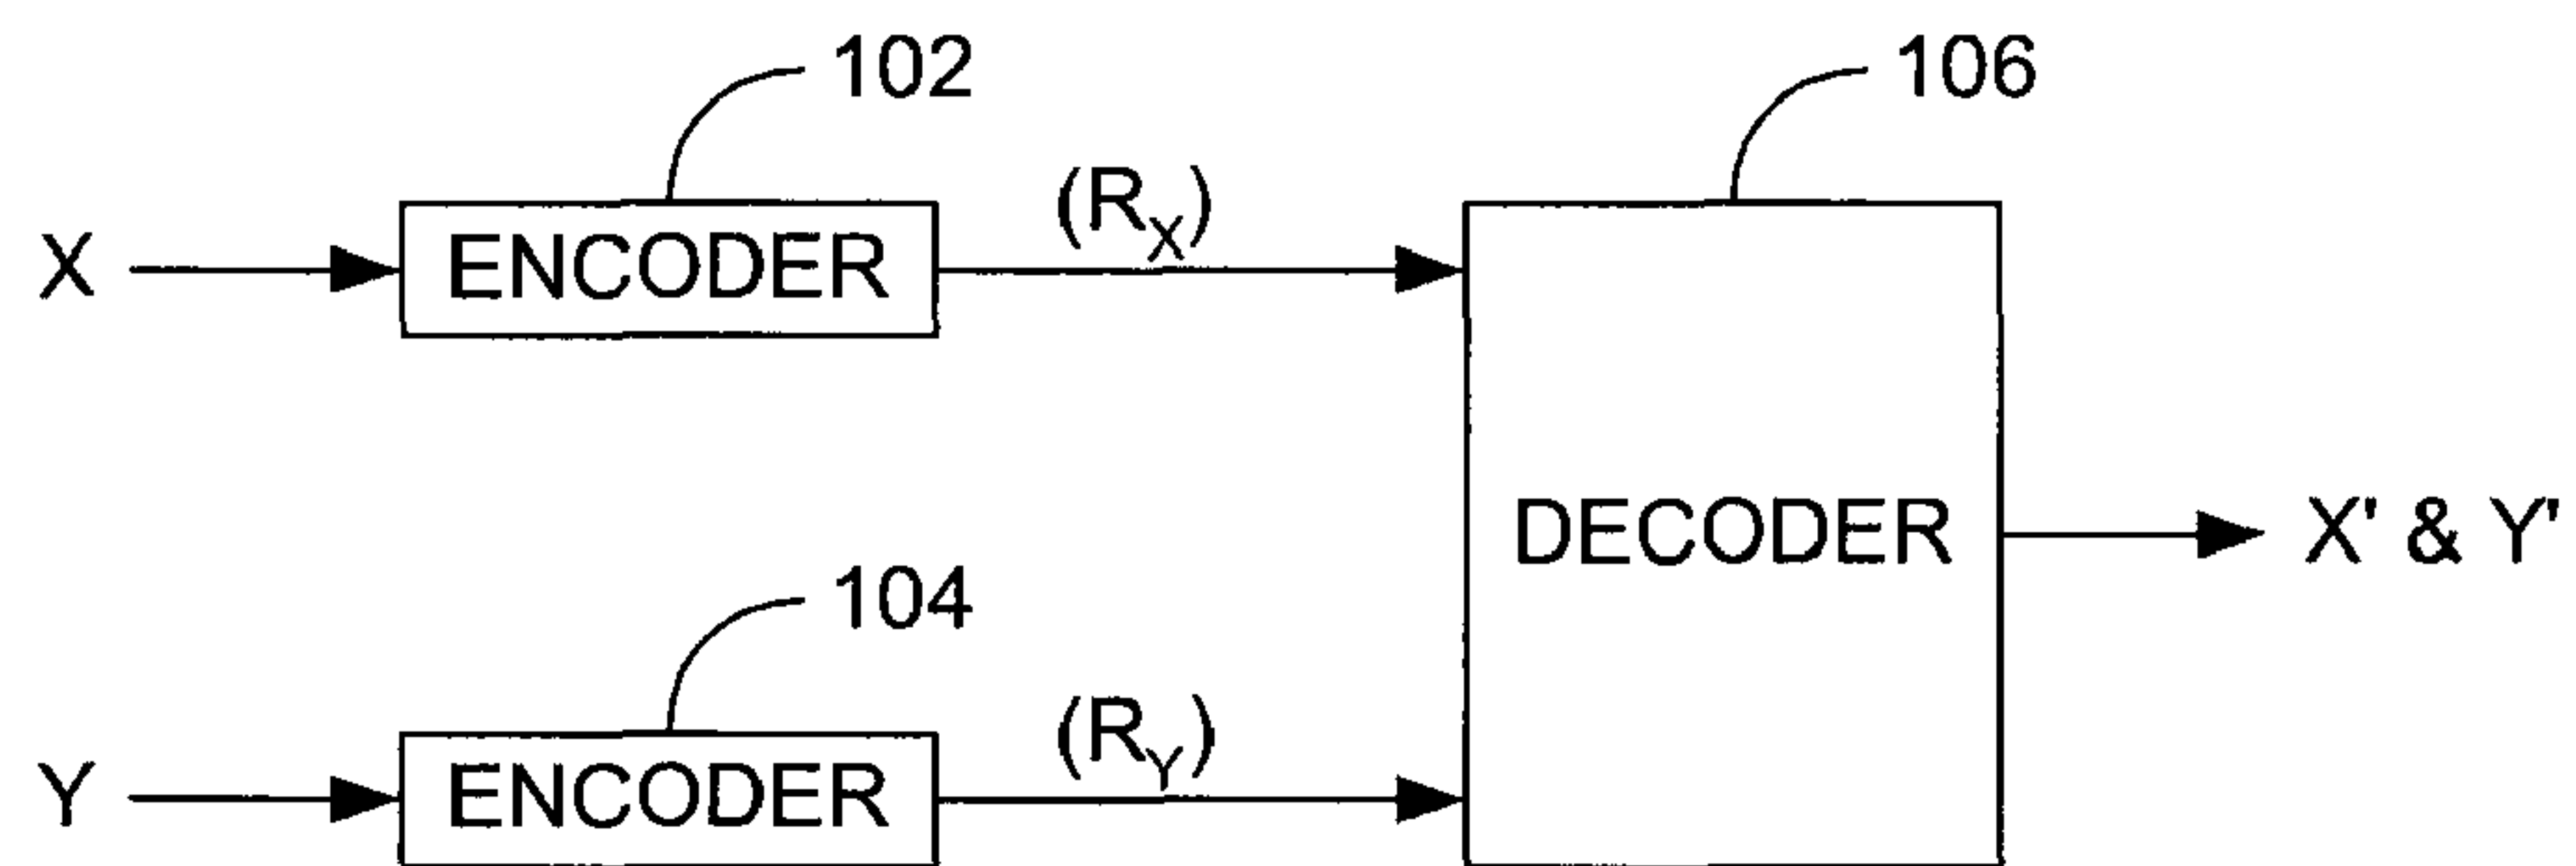 102
106
(R_X)
X
ENCODER
DECODER
X' & Y'
104
(R_Y)
Y
ENCODER